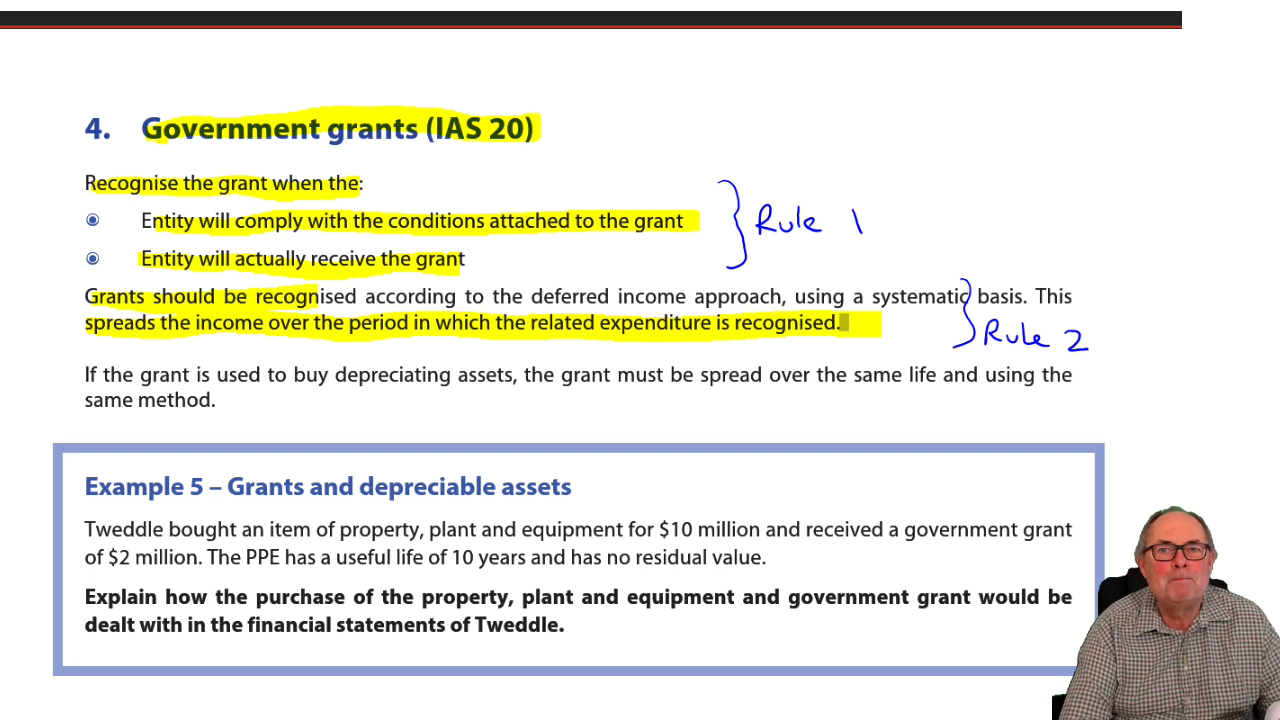 4. Government grants (IAS 20)
Recognise the grant when the:
Entity will comply with the conditions attached to the grant
Rule 1
Entity will actually receive the grant
Grants should be recognised according to the deferred income approach, using a systematic basis. This
spreads the income over the period in which the related expenditure is recognised.
Rule 2
If the grant is used to buy depreciating assets, the grant must be spread over the same life and using the
same method.
Example 5 – Grants and depreciable assets
Tweddle bought an item of property, plant and equipment for $10 million and received a government grant
of $2 million. The PPE has a useful life of 10 years and has no residual value.
Explain how the purchase of the property, plant and equipment and government grant would be
dealt with in the financial statements of Tweddle.